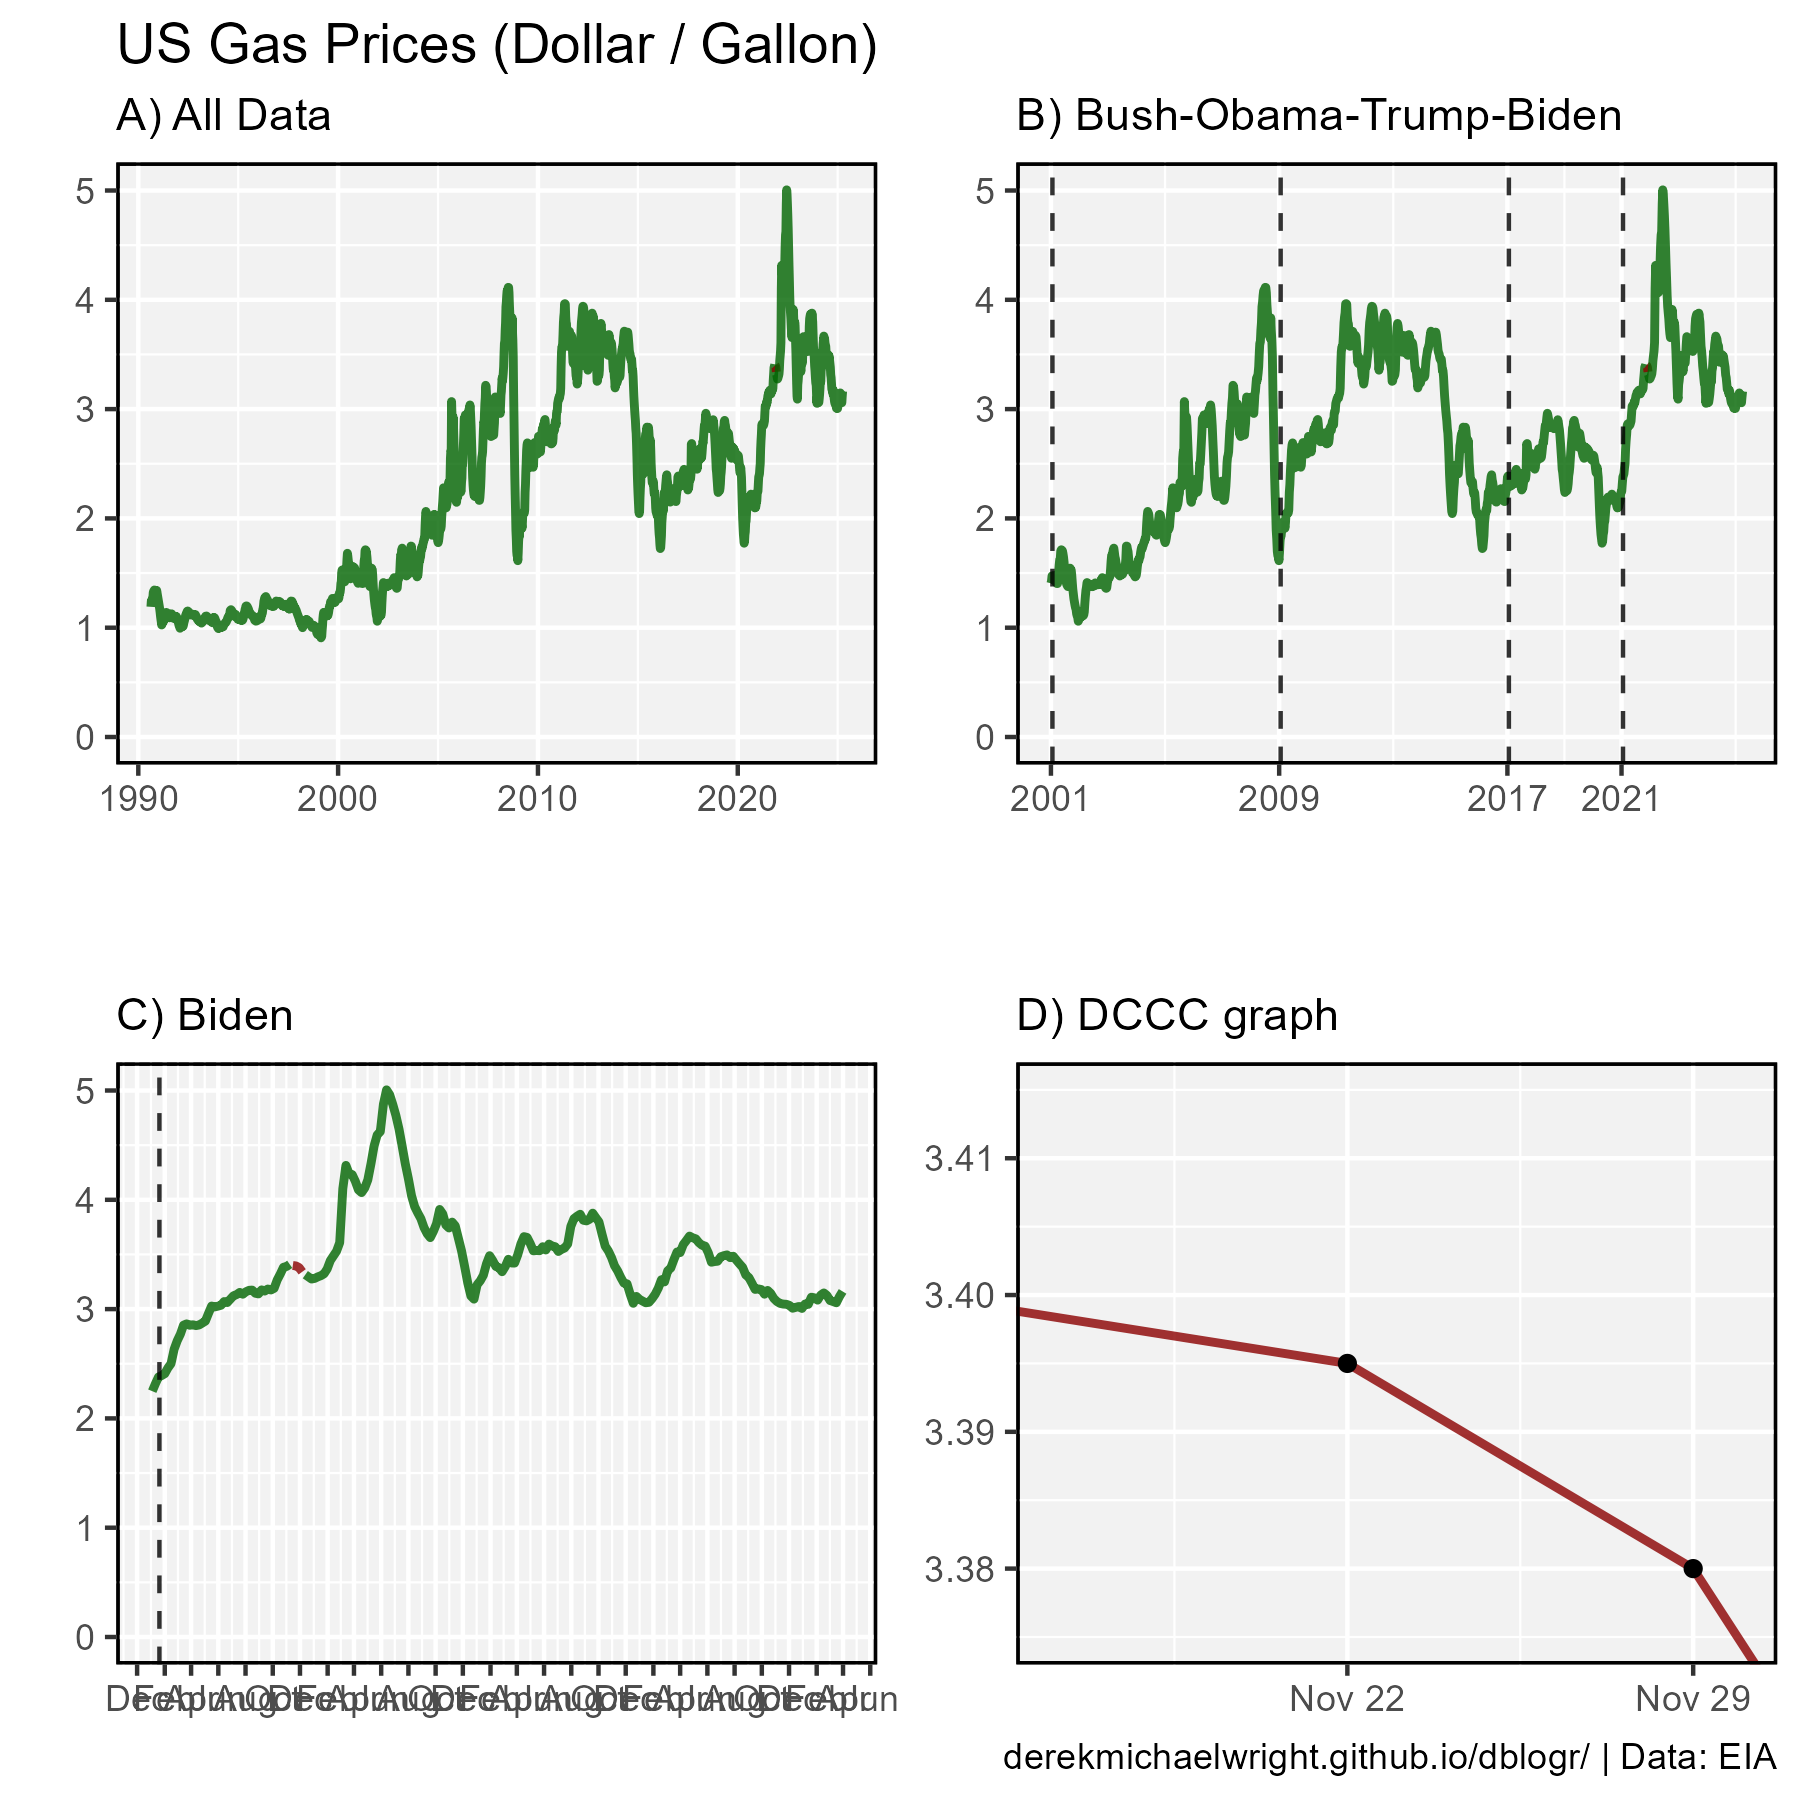 US Gas Prices (Dollar / Gallon)
A) All Data
5
4
3
2
1
0
1990 2000 2010 2020
B) Bush-Obama-Trump-Biden
5
4
3
2
1
0
2001 2009 2017 2021
C) Biden
5
4
3
2
1
0
D) DCCC graph
3.41
3.40
3.39
3.38
Nov 22 Nov 29
derekmichaelwright.github.io/dblogr/ | Data: EIA